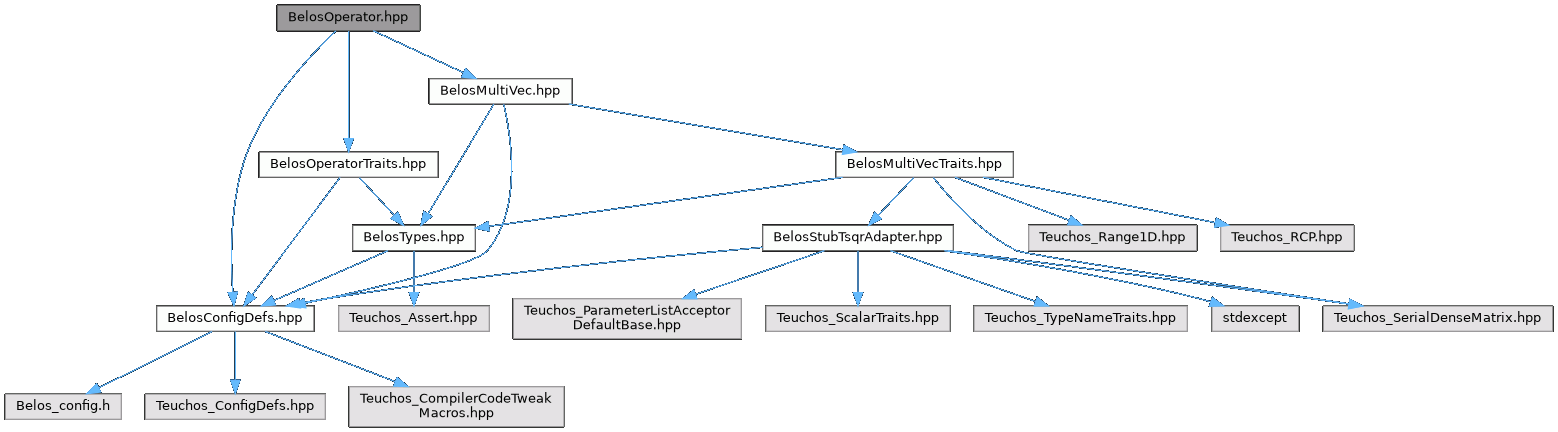 BelosOperator.hpp
BelosMultiVec.hpp
BelosOperatorTraits.hpp
BelosMultiVecTraits.hpp
BelosTypes.hpp
BelosStubTsqrAdapter.hpp
Teuchos_Range1D.hpp
Teuchos_RCP.hpp
BelosConfigDefs.hpp
Teuchos_Assert.hpp
Teuchos_ParameterListAcceptor
DefaultBase.hpp
Teuchos_ScalarTraits.hpp
Teuchos_TypeNameTraits.hpp
stdexcept
Teuchos_SerialDenseMatrix.hpp
Belos_config.h
Teuchos_ConfigDefs.hpp
Teuchos_CompilerCodeTweak
Macros.hpp